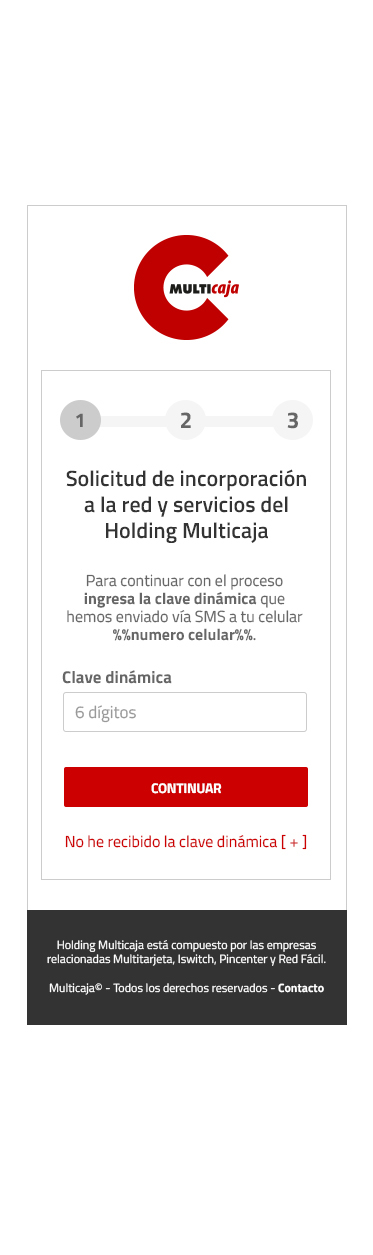 MULTIcaja
1 2 3
Solicitud de incorporación
a la red y servicios del
Holding Multicaja
Para continuar con el proceso
ingresa la clave dinámica que
hemos enviado vía SMS a tu celular
%%numero celular%%.
Clave dinámica
6 dígitos
CONTINUAR
No he recibido la clave dinámica [ + ]
Holding Multicaja está compuesto por las empresas
relacionadas Multitarjeta, Iswitch, Pincenter y Red Fácil.
Multicaja© - Todos los derechos reservados - Contacto